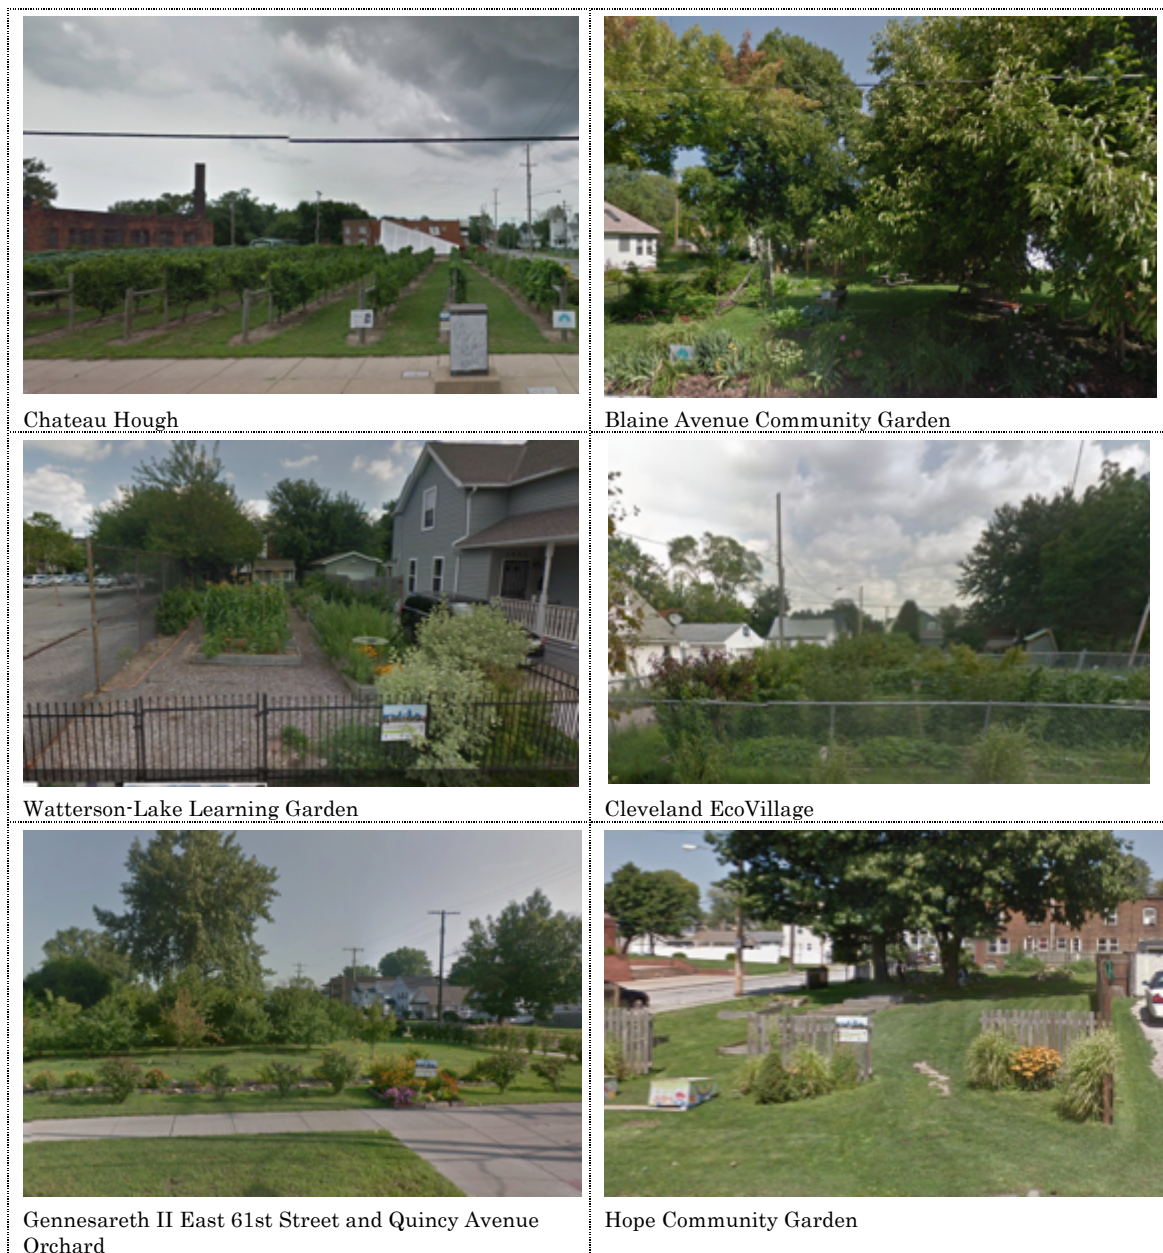 Chateau Hough
Blaine Avenue Community Garden
Watterson-Lake Learning Garden
Cleveland EcoVillage
Gennesareth II East 61st Street and Quincy Avenue
Orchard
Hope Community Garden